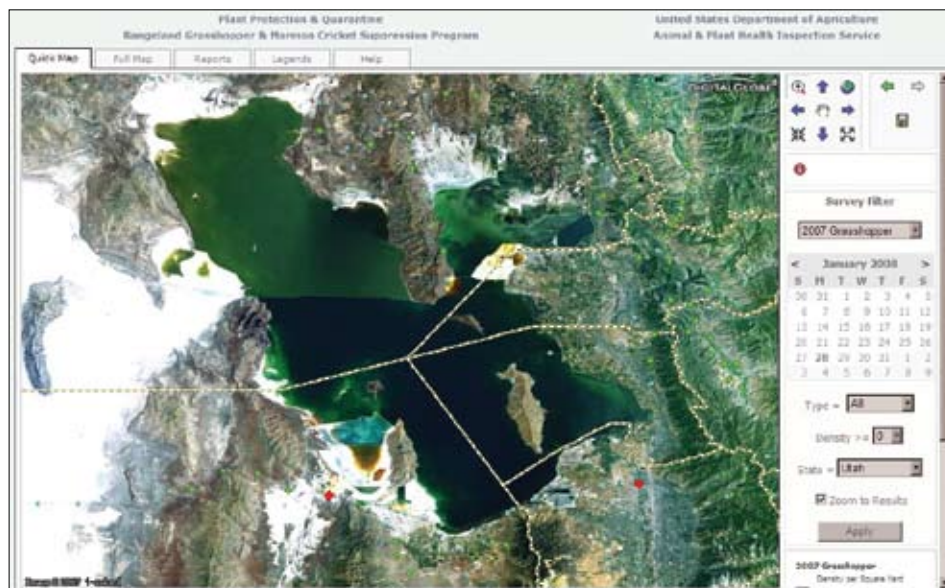 Plant Protection & Quarantine
United States Department of Agriculture
Rangeland Grasshopper & Mormon Cricket Suppression Program
Animal & Plant Health Inspection Service
Quick Map Full Map Reports Legends Help
DIGITALGLOBE
Survey Filter
2007 Grasshopper
< January 2008 >
S M T W T F S
30 31 1 2 3 4 5
6 7 8 9 10 11 12
13 14 15 16 17 18 19
20 21 22 23 24 25 26
27 28 29 30 31 1 2
3 4 5 6 7 8 9
Type = All
Density >= 0
State = Utah
Zoom to Results
Apply
2007 Grasshopper
Density per Square Yard